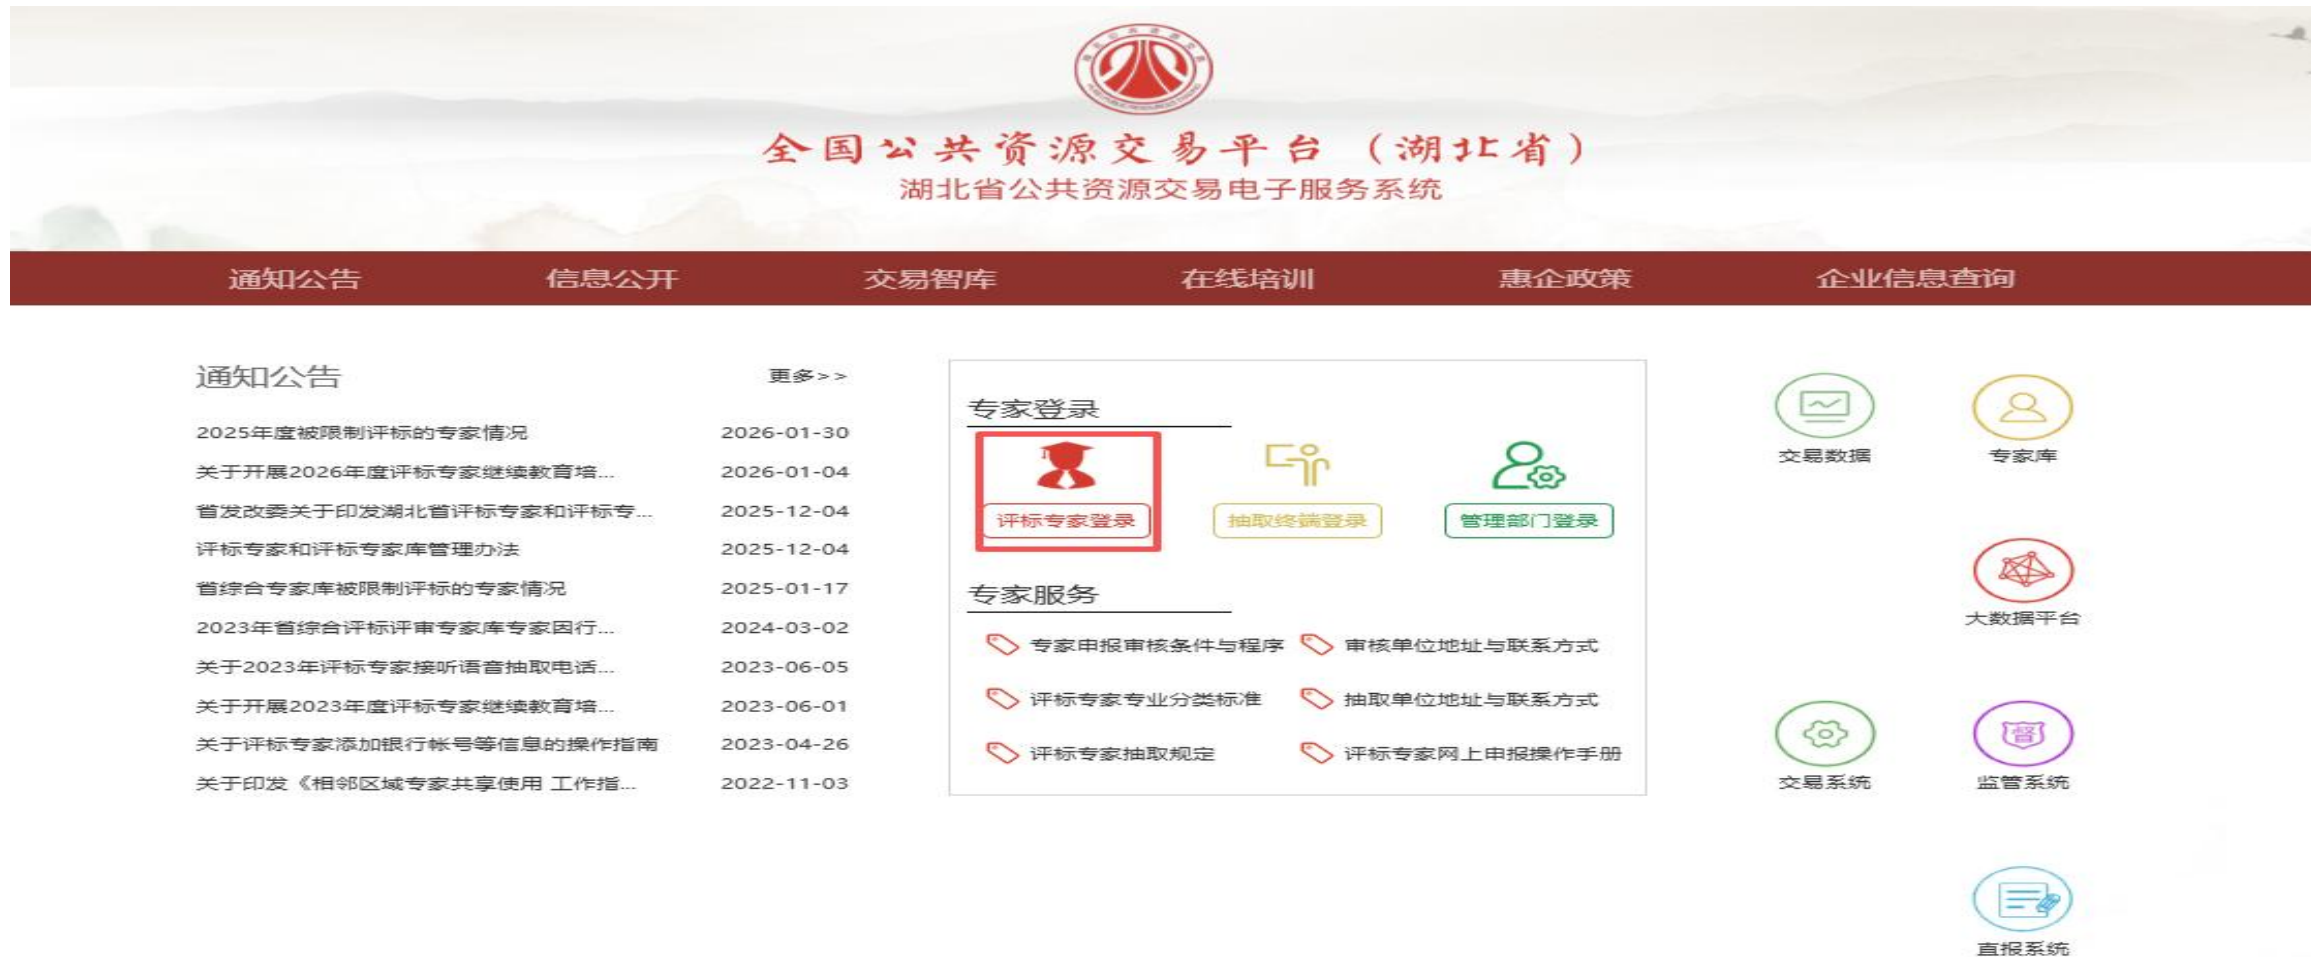 全国公共资源交易平台（湖北省）
湖北省公共资源交易电子服务系统
通知公告 信息公开 交易智库 在线培训 惠企政策 企业信息查询
通知公告 更多>>
2025年度被限制评标的专家情况 2026-01-30
关于开展2026年度评标专家继续教育培... 2026-01-04
省发改委关于印发湖北省评标专家和评标专... 2025-12-04
评标专家和评标专家库管理办法 2025-12-04
省综合专家库被限制评标的专家情况 2025-01-17
2023年省综合评标评审专家库专家因行... 2024-03-02
关于2023年评标专家接听语音抽取电话... 2023-06-05
关于开展2023年度评标专家继续教育培... 2023-06-01
关于评标专家添加银行帐号等信息的操作指南 2023-04-26
关于印发《相邻区域专家共享使用 工作指... 2022-11-03
专家登录
评标专家登录 抽取终端登录 管理部门登录
专家服务
专家申报审核条件与程序 审核单位地址与联系方式
评标专家专业分类标准 抽取单位地址与联系方式
评标专家抽取规定 评标专家网上申报操作手册
交易数据 专家库
大数据平台
督
交易系统 监管系统
直报系统